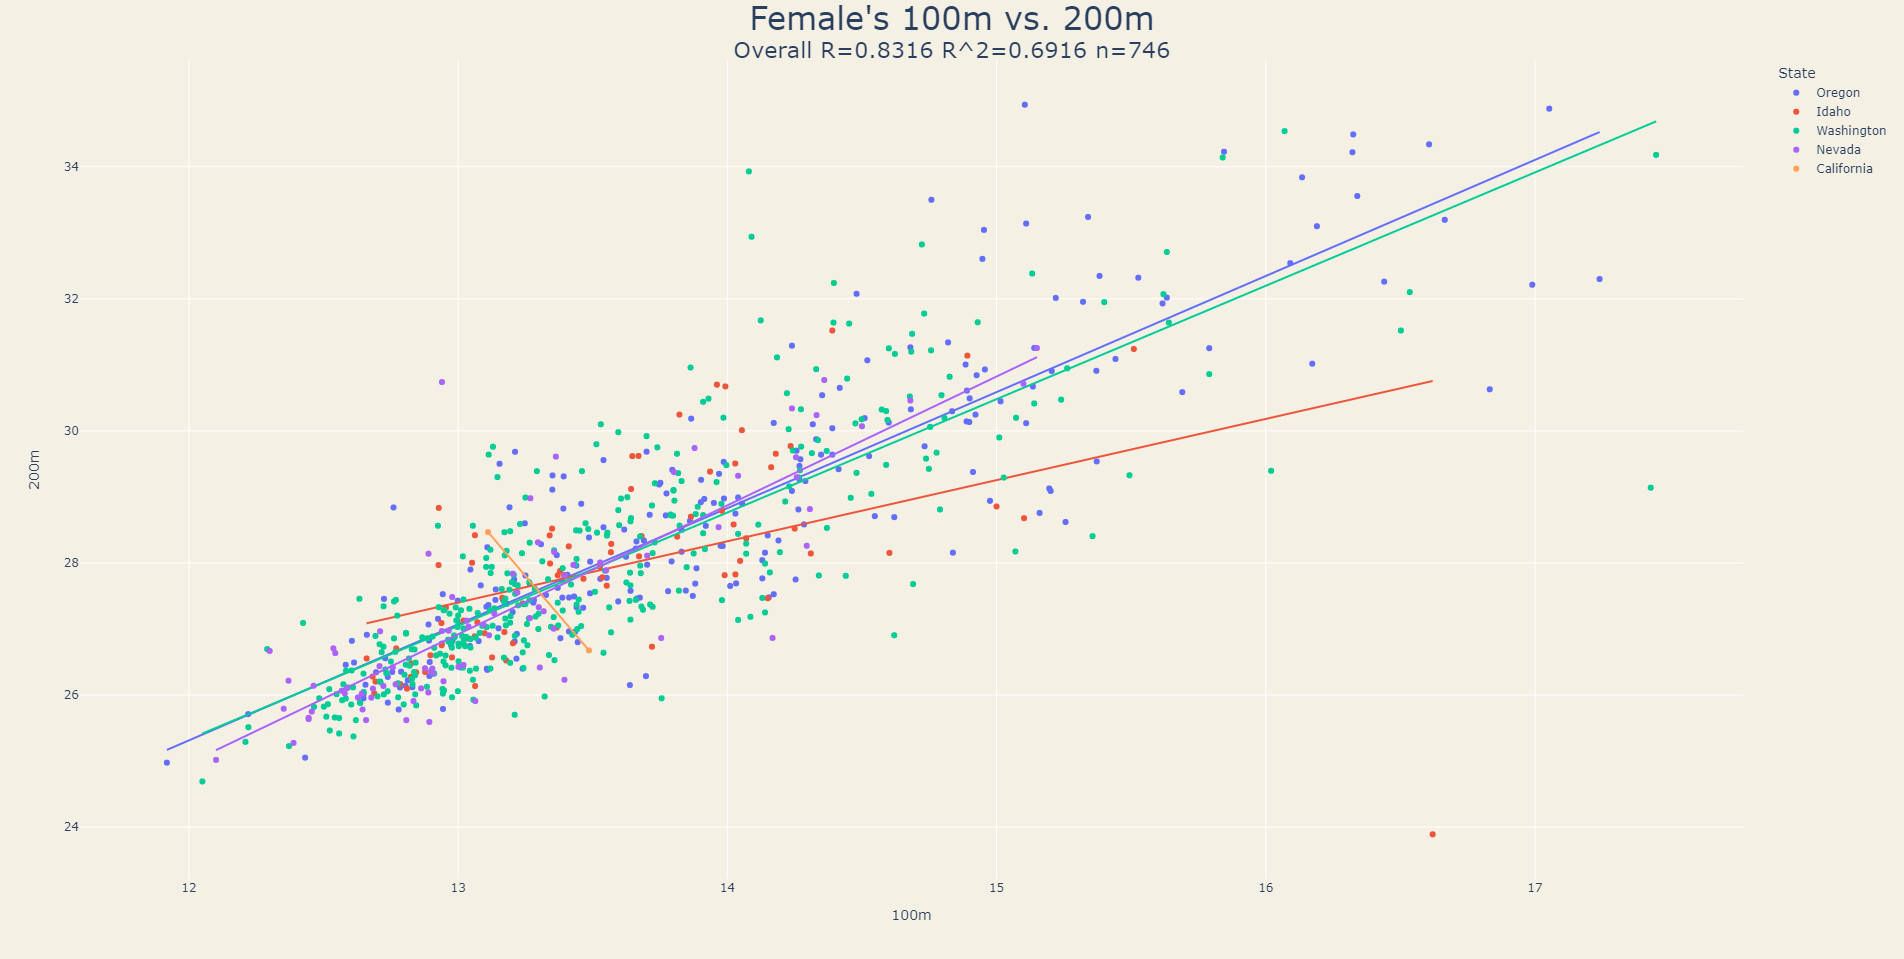 Female's 100m vs. 200m
Overall R=0.8316 R^2=0.6916 n=746
State
Oregon
Idaho
Washington
Nevada
California
34
32
30
28
26
24
200m
12
13
14
15
16
17
100m